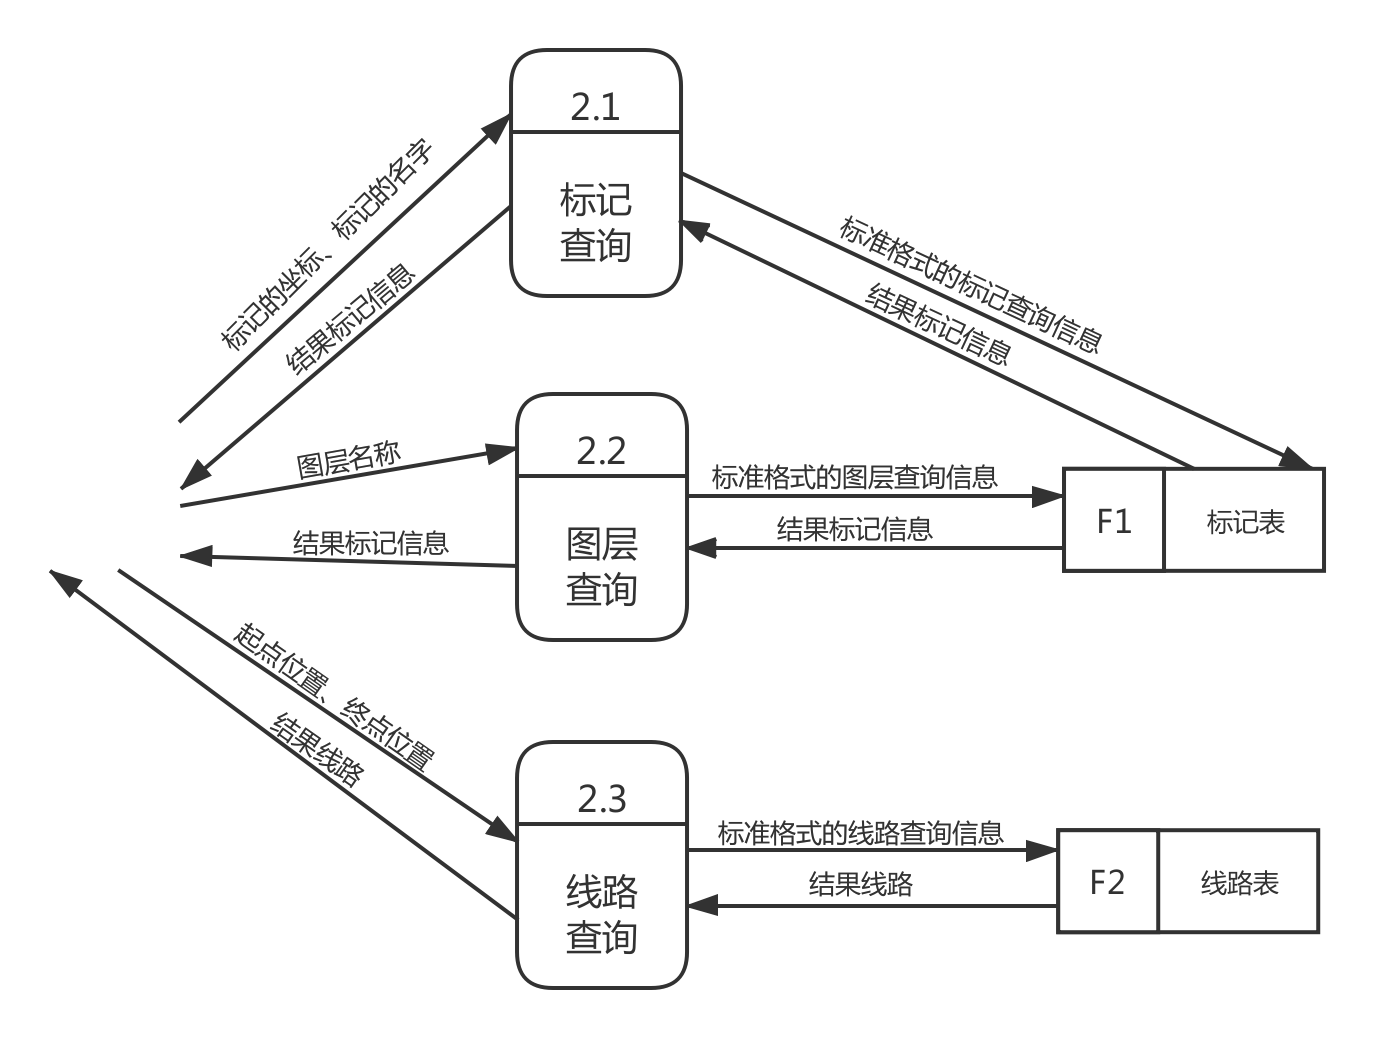 2.1
标记
查询
标记的坐标、标记的名字
结果标记信息
标准格式的标记查询信息
结果标记信息
2.2
图层
查询
图层名称
结果标记信息
标准格式的图层查询信息
结果标记信息
F1
标记表
起点位置、终点位置
结果线路
2.3
线路
查询
标准格式的线路查询信息
结果线路
F2
线路表